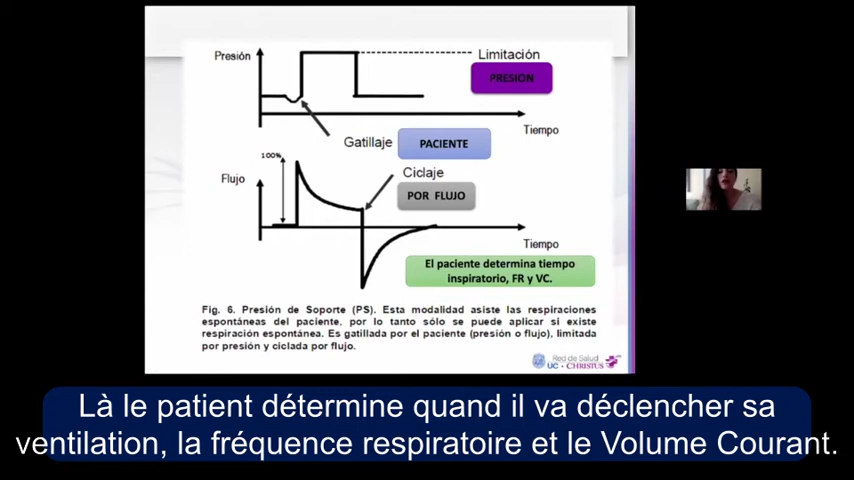 Presión
Limitación
PRESION
Tiempo
Gatillaje
PACIENTE
100%
Flujo
Ciclaje
POR FLUJO
Tiempo
El paciente determina tiempo
inspiratorio, FR y VC.
Fig. 6. Presión de Soporte (PS). Esta modalidad asiste las respiraciones
espontáneas del paciente, por lo tanto sólo se puede aplicar si existe
respiración espontánea. Es gatillada por el paciente (presión o flujo), limitada
por presión y ciclada por flujo.
Red de Salud
UC · CHRISTUS
Là le patient détermine quand il va déclencher sa
ventilation, la fréquence respiratoire et le Volume Courant.